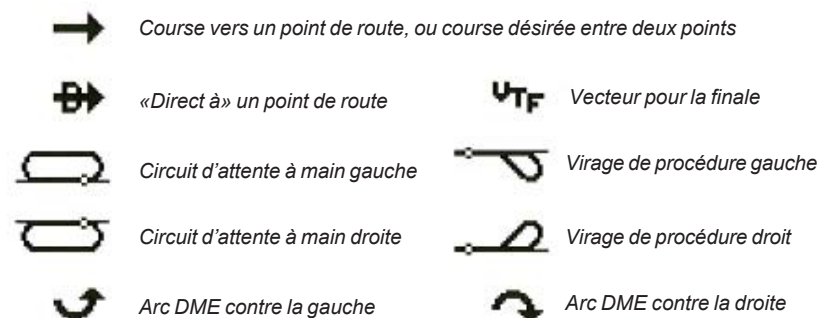 Course vers un point de route, ou course désirée entre deux points
«Direct à» un point de route
VTF Vecteur pour la finale
Circuit d'attente à main gauche
Virage de procédure gauche
Circuit d'attente à main droite
Virage de procédure droit
Arc DME contre la gauche
Arc DME contre la droite